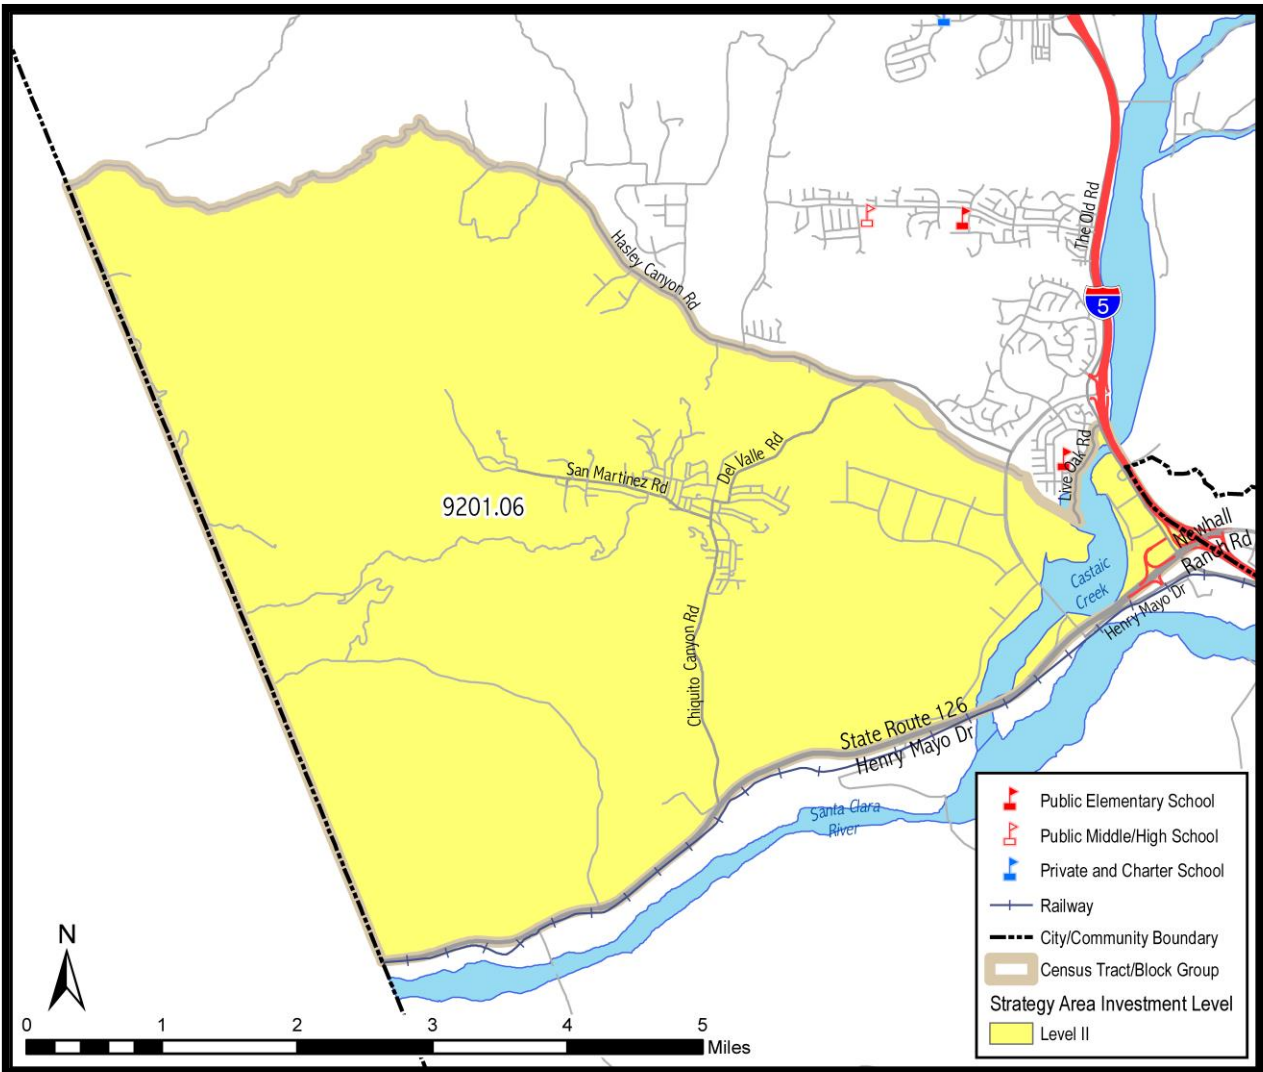 The Old Rd
Hasley Canyon Rd
5
Live Oak Rd
Del Valle Rd
San Martinez Rd
9201.06
Newhall
Ranch Rd
Castaic
Creek
Henry Mayo Dr
Chiquito Canyon Rd
State Route 126
Henry Mayo Dr
Santa Clara
River
Public Elementary School
Public Middle/High School
Private and Charter School
Railway
City/Community Boundary
Census Tract/Block Group
Strategy Area Investment Level
Level II
N
0 1 2 3 4 5
Miles